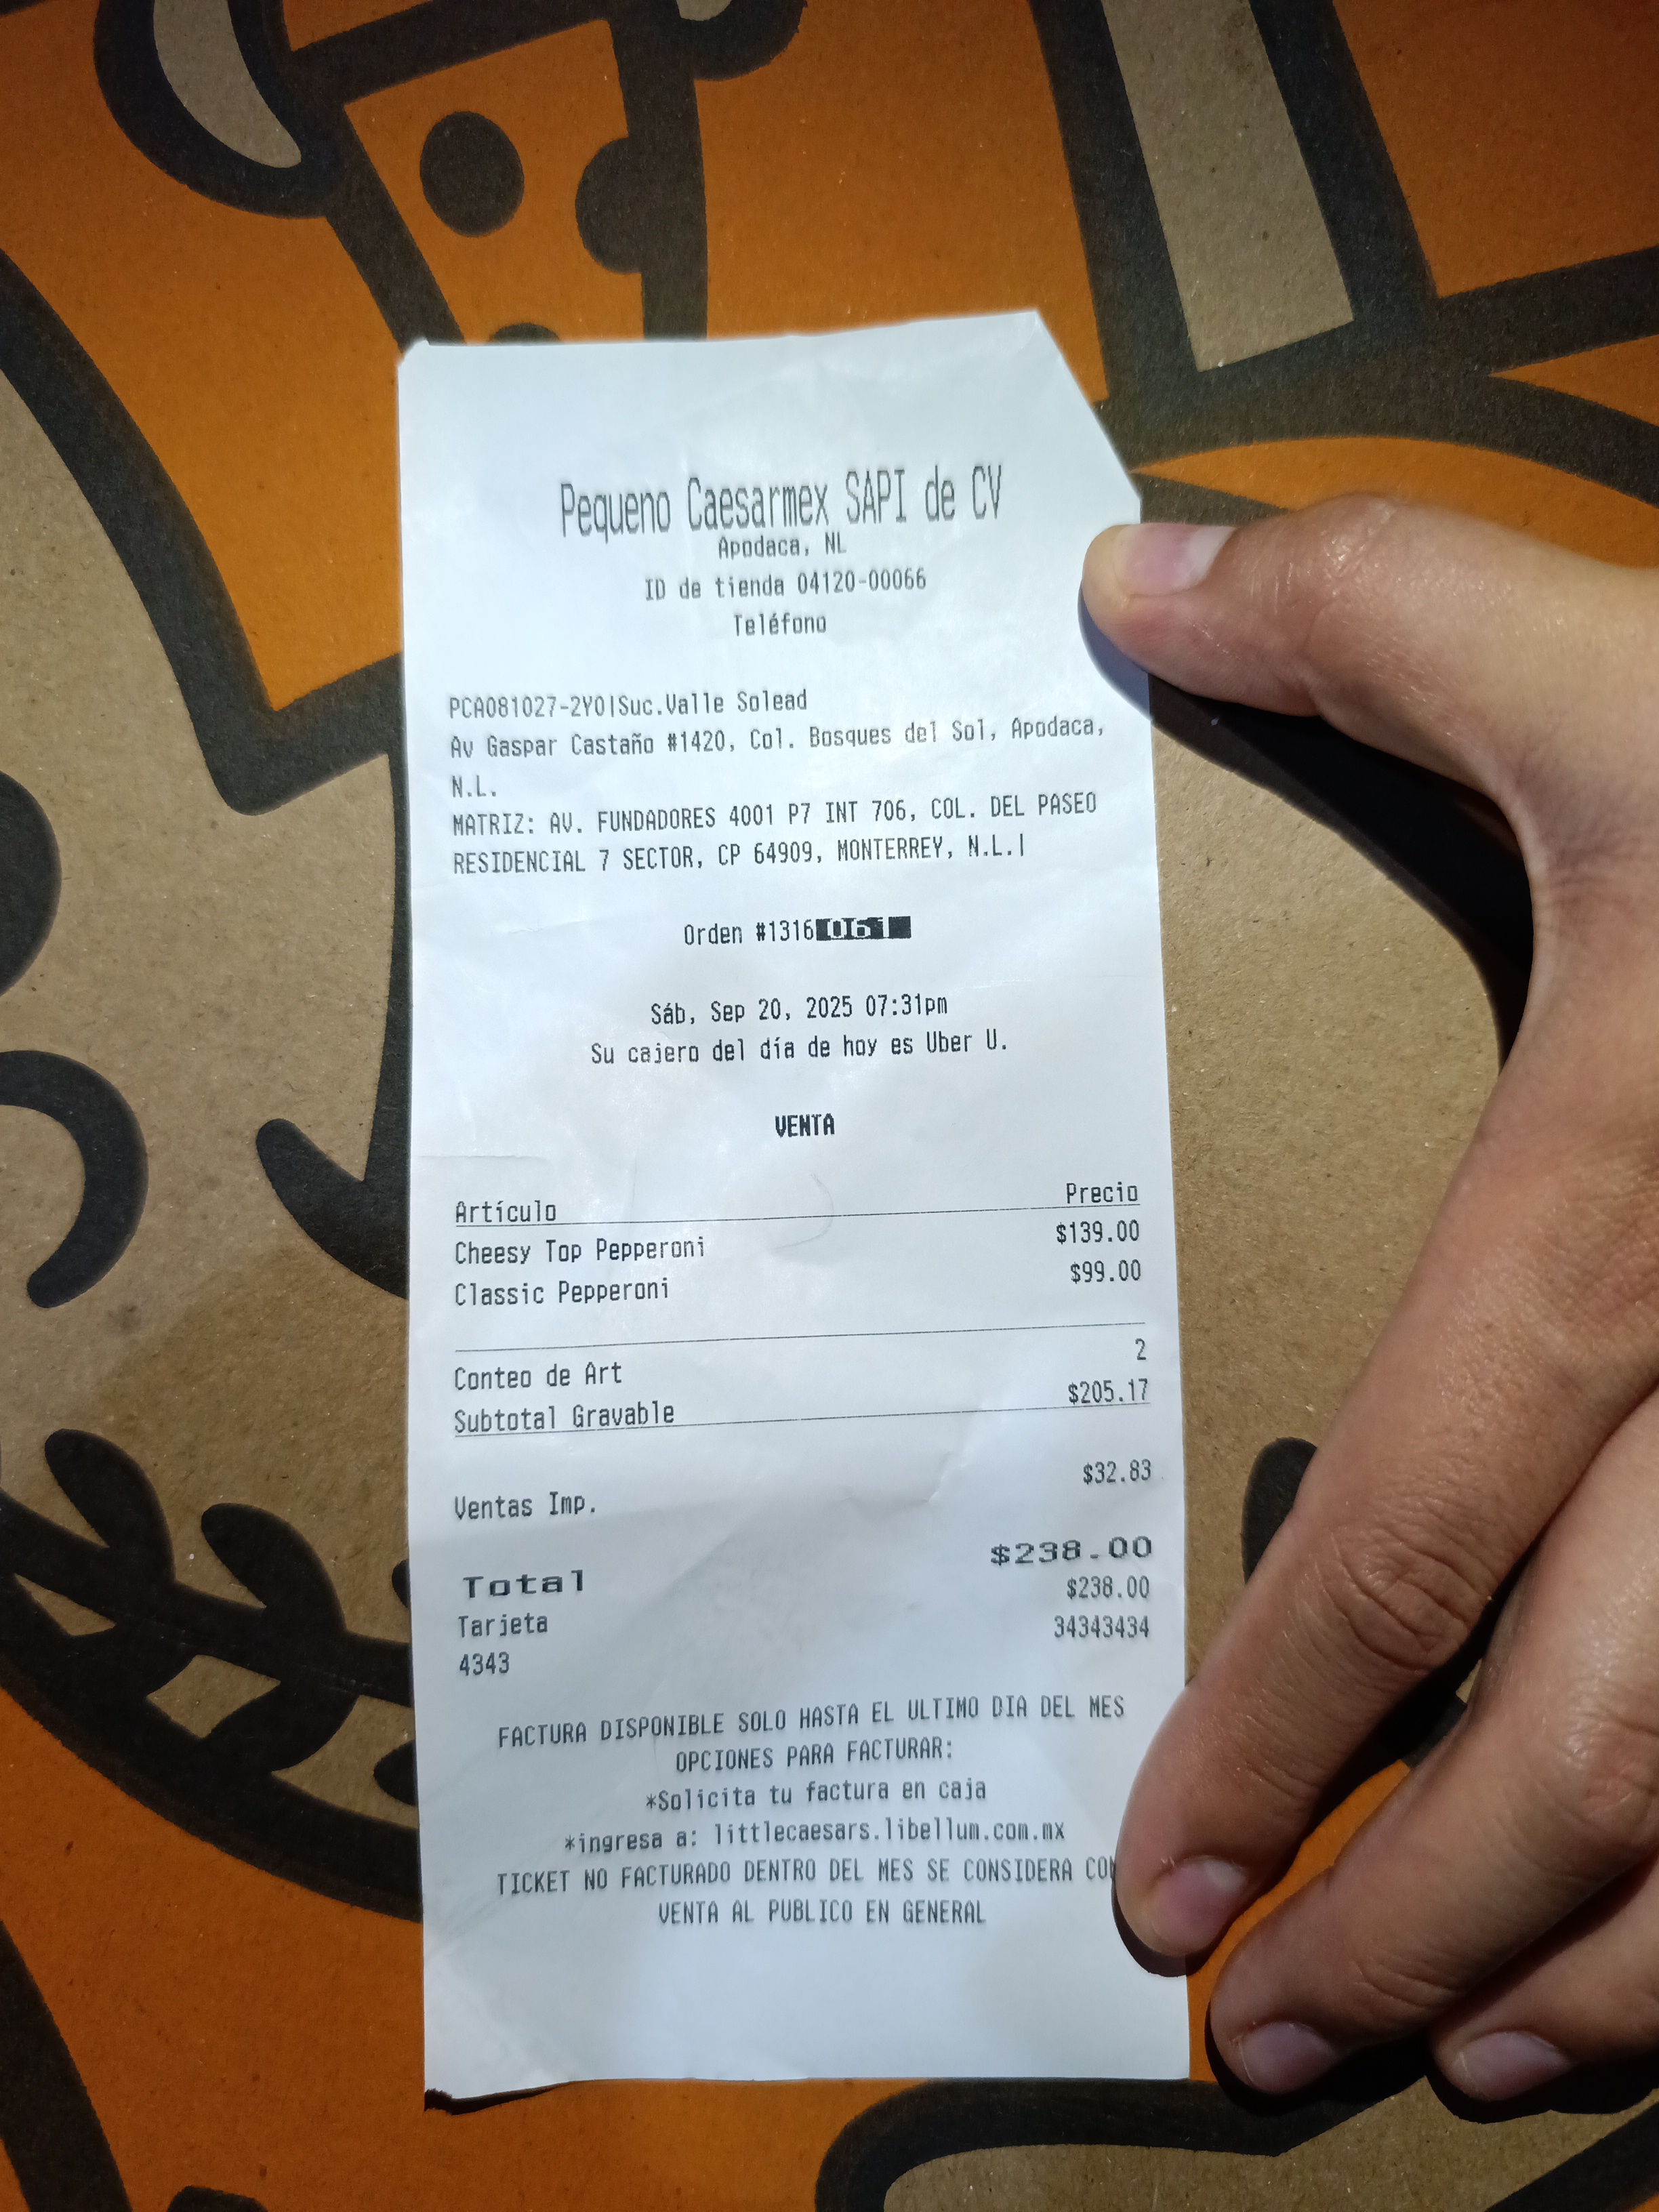 Pequeno Caesarmex SAPI de CV
Apodaca, NL
ID de tienda 04120-00066
Teléfono
PCA081027-2Y0|Suc.Valle Solead
Av Gaspar Castaño #1420, Col. Bosques del Sol, Apodaca,
N.L.
MATRIZ: AV. FUNDADORES 4001 P7 INT 706, COL. DEL PASEO
RESIDENCIAL 7 SECTOR, CP 64909, MONTERREY, N.L.|
Orden #1316061
Sáb, Sep 20, 2025 07:31pm
Su cajero del día de hoy es Uber U.
VENTA
Artículo Precio
Cheesy Top Pepperoni $139.00
Classic Pepperoni $99.00
Conteo de Art 2
Subtotal Gravable $205.17
Ventas Imp. $32.83
Total $238.00
Tarjeta $238.00
4343 34343434
FACTURA DISPONIBLE SOLO HASTA EL ULTIMO DIA DEL MES
OPCIONES PARA FACTURAR:
*Solicita tu factura en caja
*ingresa a: littlecaesars.libellum.com.mx
TICKET NO FACTURADO DENTRO DEL MES SE CONSIDERA
VENTA AL PUBLICO EN GENERAL